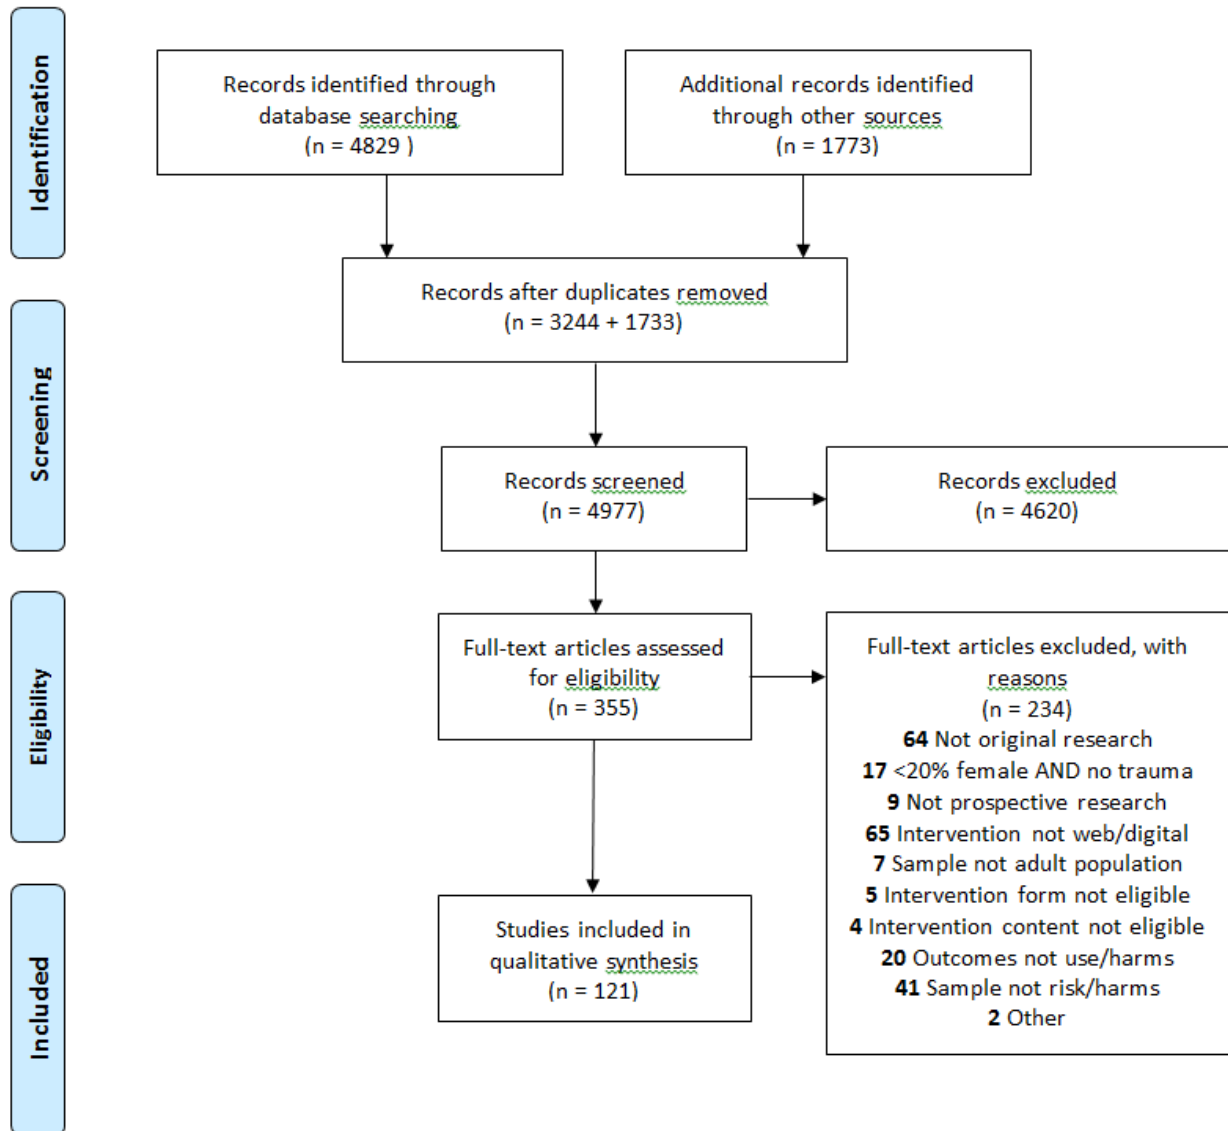 Identification
Records identified through
database searching
(n = 4829 )
Additional records identified
through other sources
(n = 1773)
Records after duplicates removed
(n = 3244 + 1733)
Screening
Records screened
(n = 4977)
Records excluded
(n = 4620)
Eligibility
Full-text articles assessed
for eligibility
(n = 355)
Full-text articles excluded, with
reasons
(n = 234)
64 Not original research
17 <20% female AND no trauma
9 Not prospective research
65 Intervention not web/digital
7 Sample not adult population
5 Intervention form not eligible
4 Intervention content not eligible
20 Outcomes not use/harms
41 Sample not risk/harms
2 Other
Included
Studies included in
qualitative synthesis
(n = 121)